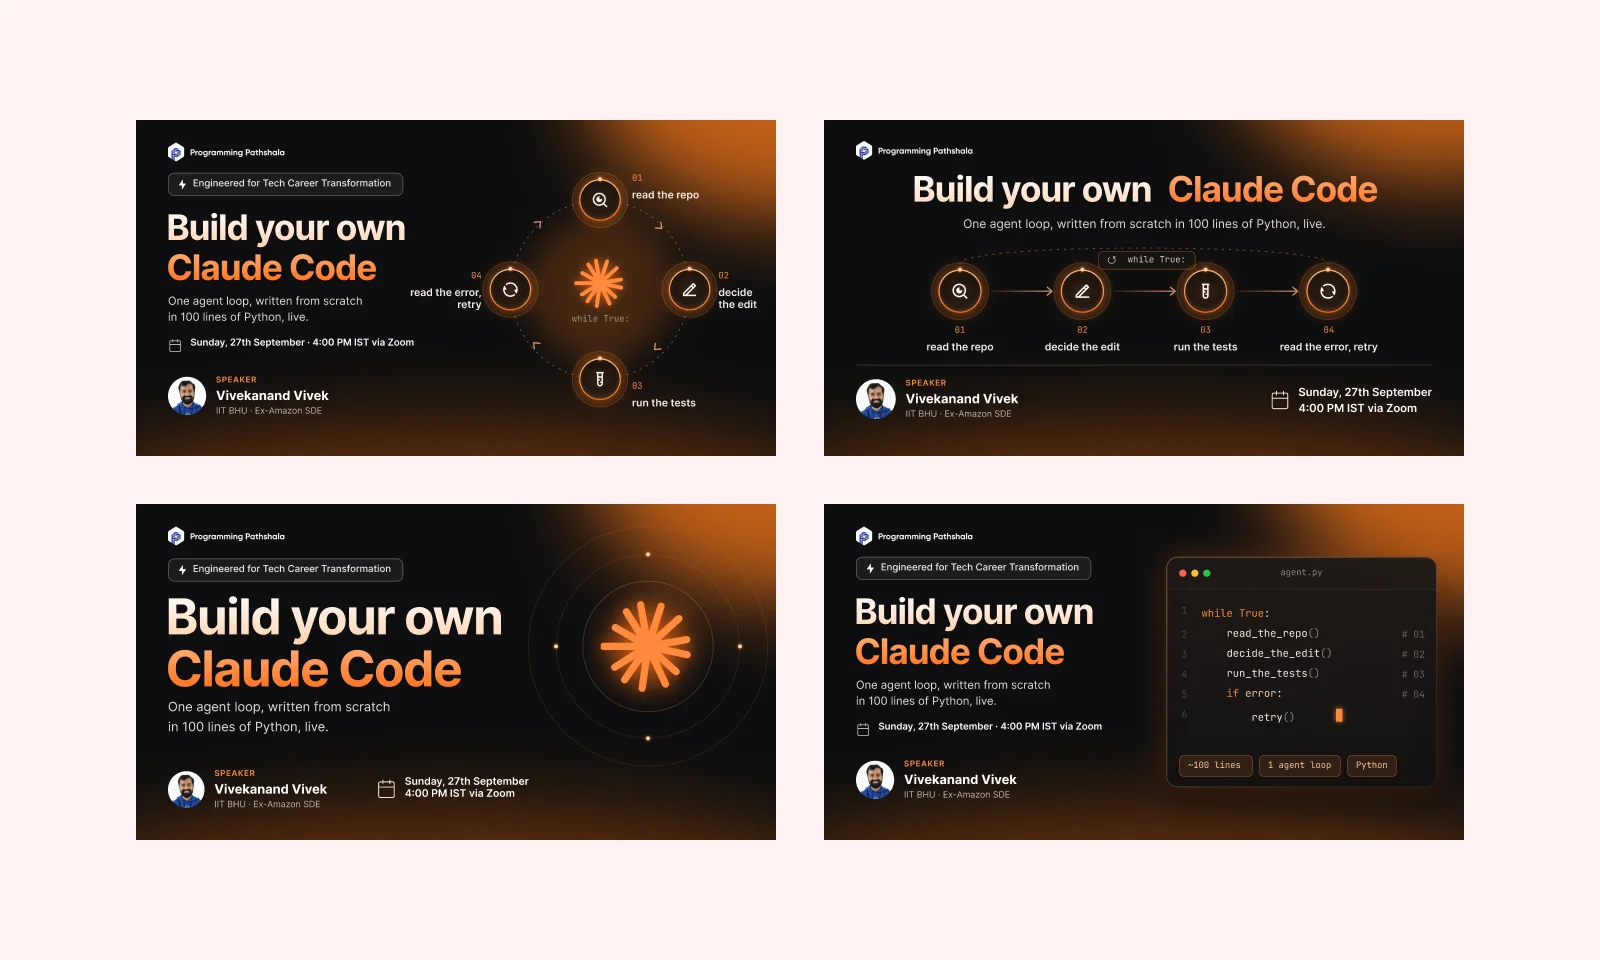 Programming Pathshala
Engineered for Tech Career Transformation
Build your own
Claude Code
One agent loop, written from scratch
in 100 lines of Python, live.
Sunday, 27th September · 4:00 PM IST via Zoom
SPEAKER
Vivekanand Vivek
IIT BHU · Ex-Amazon SDE
01
read the repo
02
decide
the edit
03
run the tests
04
read the error,
retry
while True:
Programming Pathshala
Build your own Claude Code
One agent loop, written from scratch in 100 lines of Python, live.
while True:
01
read the repo
02
decide the edit
03
run the tests
04
read the error, retry
SPEAKER
Vivekanand Vivek
IIT BHU · Ex-Amazon SDE
Sunday, 27th September
4:00 PM IST via Zoom
Programming Pathshala
Engineered for Tech Career Transformation
Build your own
Claude Code
One agent loop, written from scratch
in 100 lines of Python, live.
SPEAKER
Vivekanand Vivek
IIT BHU · Ex-Amazon SDE
Sunday, 27th September
4:00 PM IST via Zoom
Programming Pathshala
Engineered for Tech Career Transformation
Build your own
Claude Code
One agent loop, written from scratch
in 100 lines of Python, live.
Sunday, 27th September · 4:00 PM IST via Zoom
SPEAKER
Vivekanand Vivek
IIT BHU · Ex-Amazon SDE
agent.py
1 while True:
2 read_the_repo() # 01
3 decide_the_edit() # 02
4 run_the_tests() # 03
5 if error: # 04
6 retry()
~100 lines
1 agent loop
Python